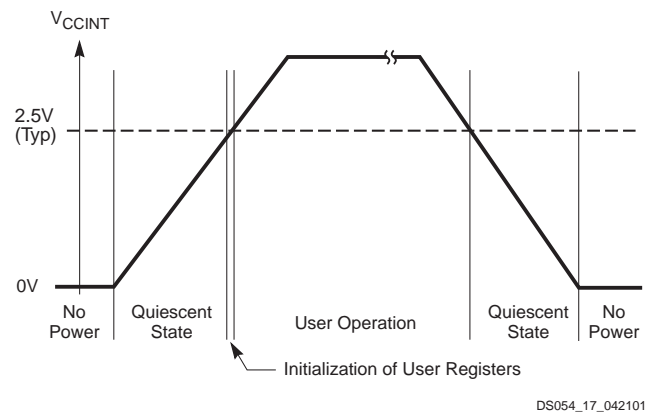 VCCINT
2.5V
(Typ)
0V
No
Power
Quiescent
State
User Operation
Quiescent
State
No
Power
Initialization of User Registers
DS054_17_042101